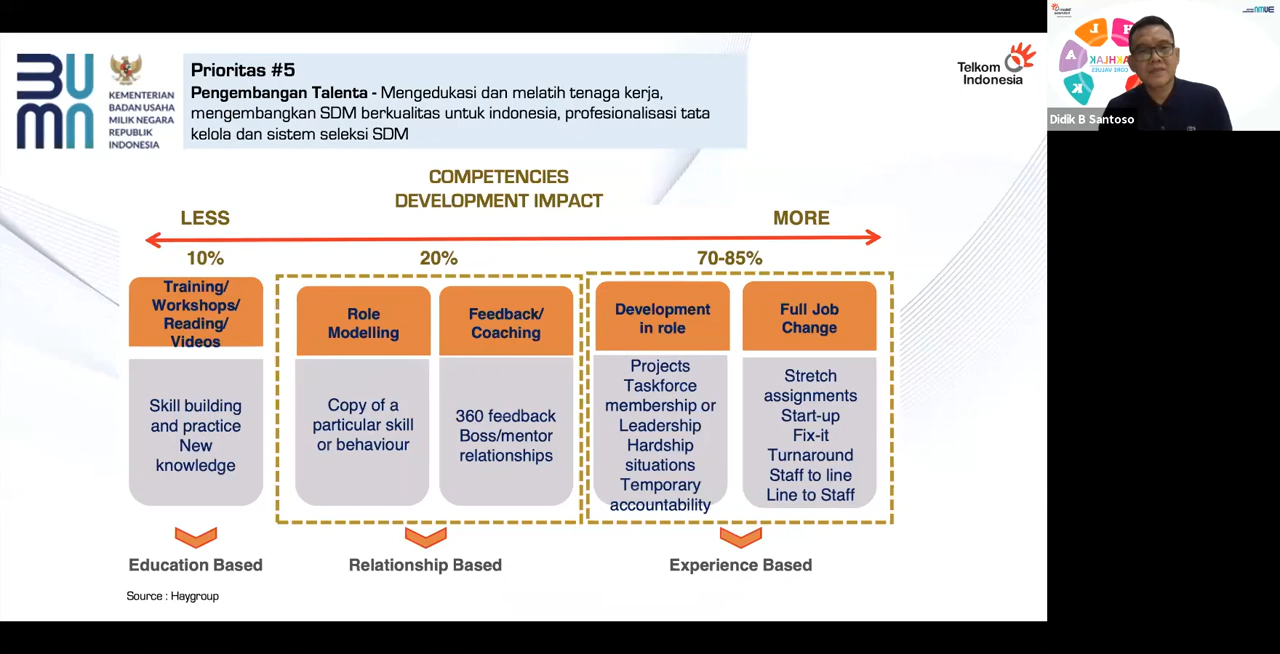 BUMN
KEMENTERIAN
BADAN USAHA
MILIK NEGARA
REPUBLIK
INDONESIA
Prioritas #5
Pengembangan Talenta - Mengedukasi dan melatih tenaga kerja,
mengembangkan SDM berkualitas untuk indonesia, profesionalisasi tata
kelola dan sistem seleksi SDM
Telkom
Indonesia
A
K
H
L
A
K
AKHLAK
CORE VALUES
Didik B Santoso
COMPETENCIES
DEVELOPMENT IMPACT
LESS
MORE
10%
20%
70-85%
Training/
Workshops/
Reading/
Videos
Skill building
and practice
New
knowledge
Role
Modelling
Copy of a
particular skill
or behaviour
Feedback/
Coaching
360 feedback
Boss/mentor
relationships
Development
in role
Projects
Taskforce
membership or
Leadership
Hardship
situations
Temporary
accountability
Full Job
Change
Stretch
assignments
Start-up
Fix-it
Turnaround
Staff to line
Line to Staff
Education Based
Relationship Based
Experience Based
Source : Haygroup